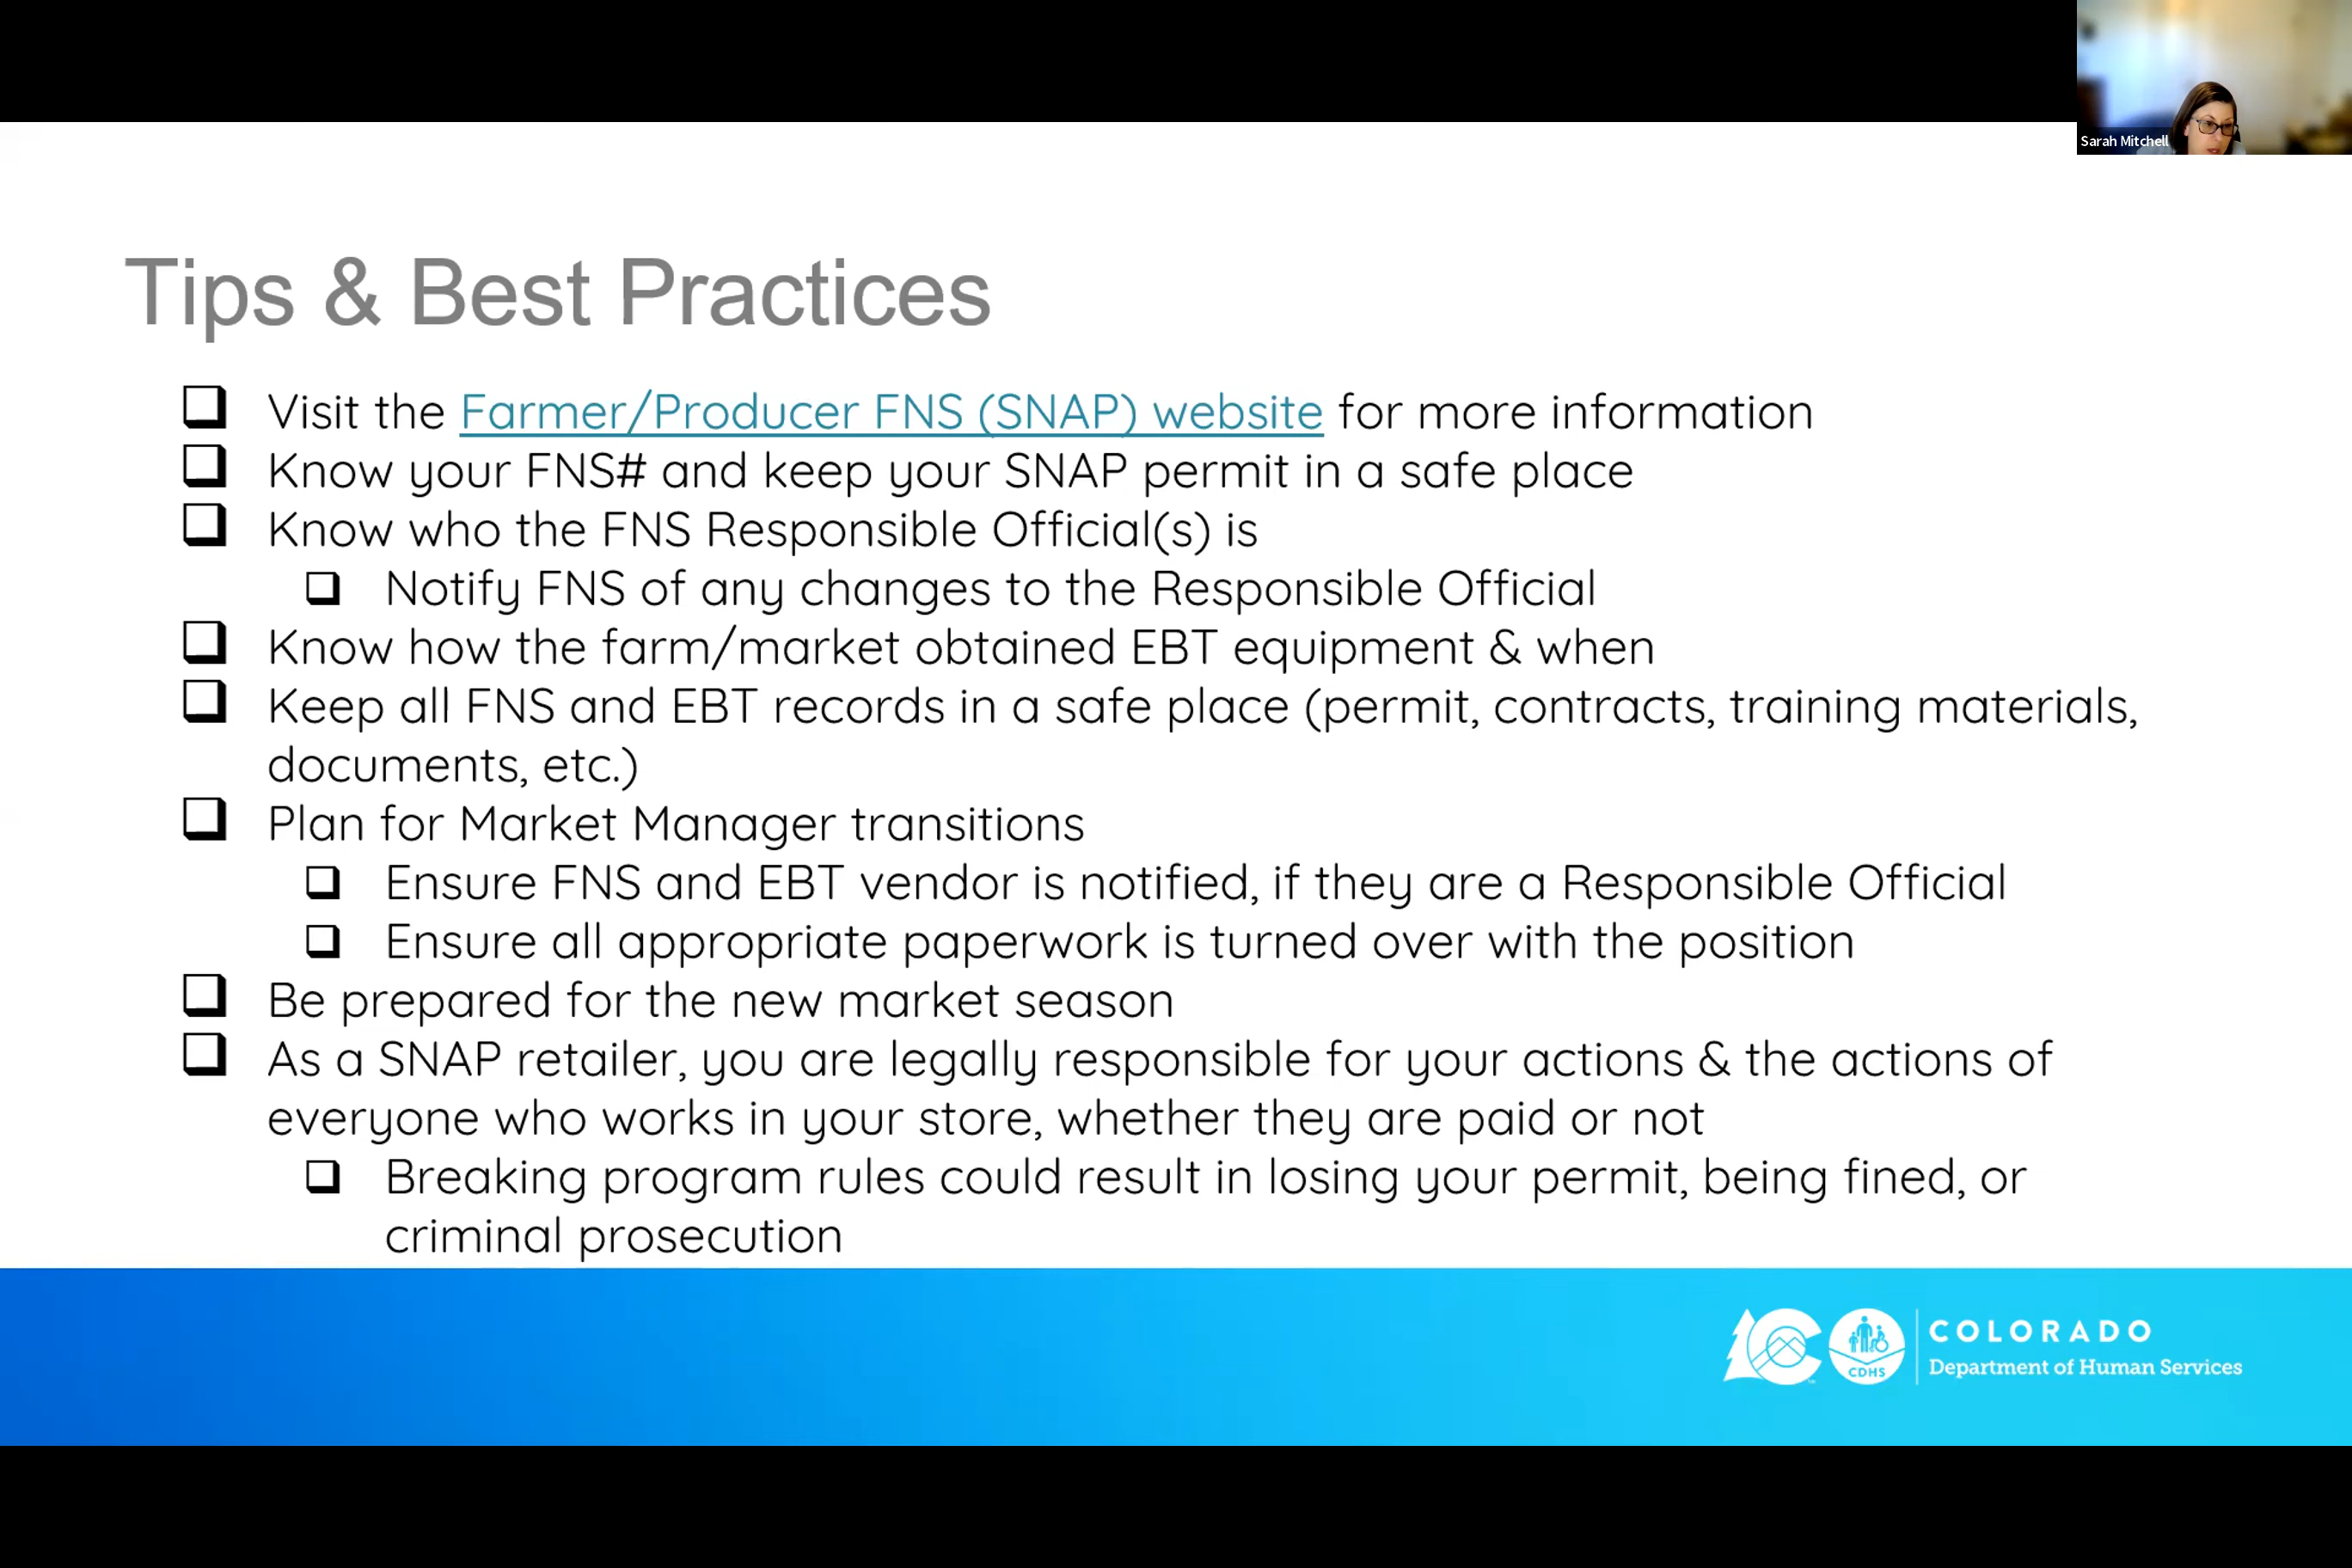 Sarah Mitchell
Tips & Best Practices
Visit the Farmer/Producer FNS (SNAP) website for more information
Know your FNS# and keep your SNAP permit in a safe place
Know who the FNS Responsible Official(s) is
Notify FNS of any changes to the Responsible Official
Know how the farm/market obtained EBT equipment & when
Keep all FNS and EBT records in a safe place (permit, contracts, training materials,
documents, etc.)
Plan for Market Manager transitions
Ensure FNS and EBT vendor is notified, if they are a Responsible Official
Ensure all appropriate paperwork is turned over with the position
Be prepared for the new market season
As a SNAP retailer, you are legally responsible for your actions & the actions of
everyone who works in your store, whether they are paid or not
Breaking program rules could result in losing your permit, being fined, or
criminal prosecution
CDHS
COLORADO
Department of Human Services